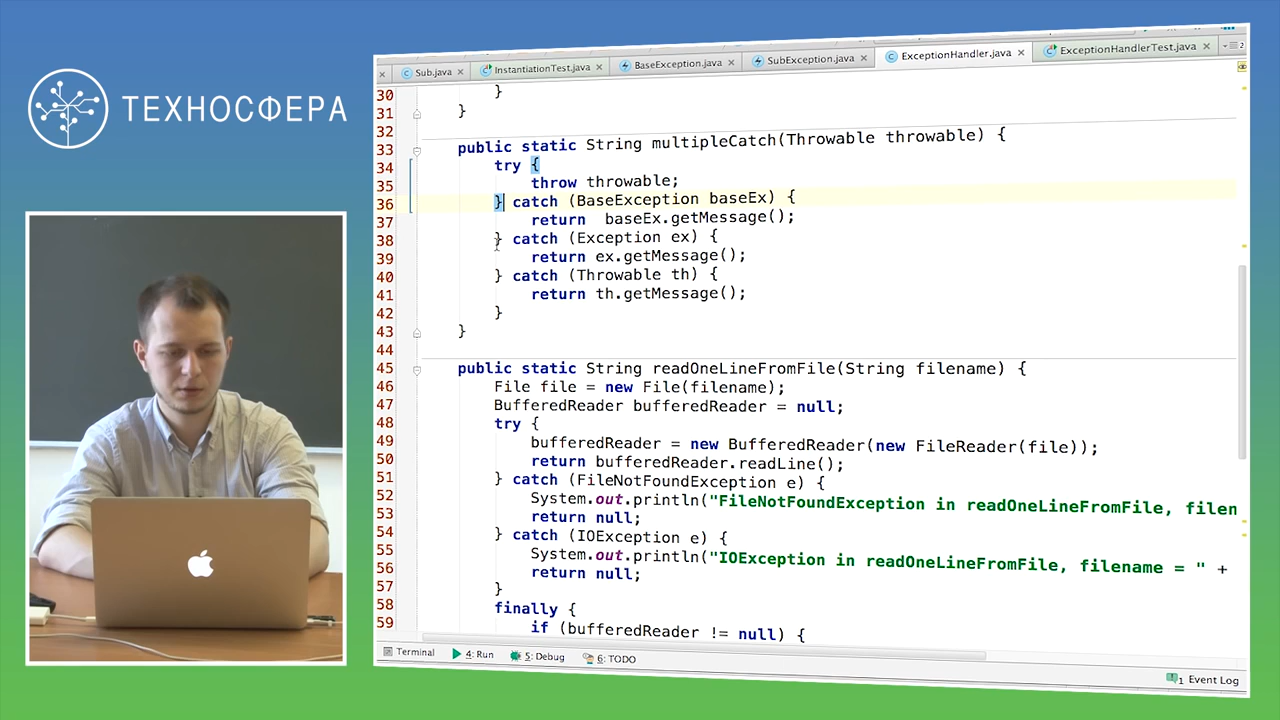 ТЕХНОСФЕРА
Sub.java InstantiationTest.java BaseException.java SubException.java ExceptionHandler.java ExceptionHandlerTest.java 2
30 }
31 }
32
33 public static String multipleCatch(Throwable throwable) {
34 try {
35 throw throwable;
36 } catch (BaseException baseEx) {
37 return baseEx.getMessage();
38 } catch (Exception ex) {
39 return ex.getMessage();
40 } catch (Throwable th) {
41 return th.getMessage();
42 }
43 }
44
45 public static String readOneLineFromFile(String filename) {
46 File file = new File(filename);
47 BufferedReader bufferedReader = null;
48 try {
49 bufferedReader = new BufferedReader(new FileReader(file));
50 return bufferedReader.readLine();
51 } catch (FileNotFoundException e) {
52 System.out.println("FileNotFoundException in readOneLineFromFile, filen
53 return null;
54 } catch (IOException e) {
55 System.out.println("IOException in readOneLineFromFile, filename = " +
56 return null;
57 }
58 finally {
59 if (bufferedReader != null) {
Terminal 4: Run 5: Debug 6: TODO
1 Event Log